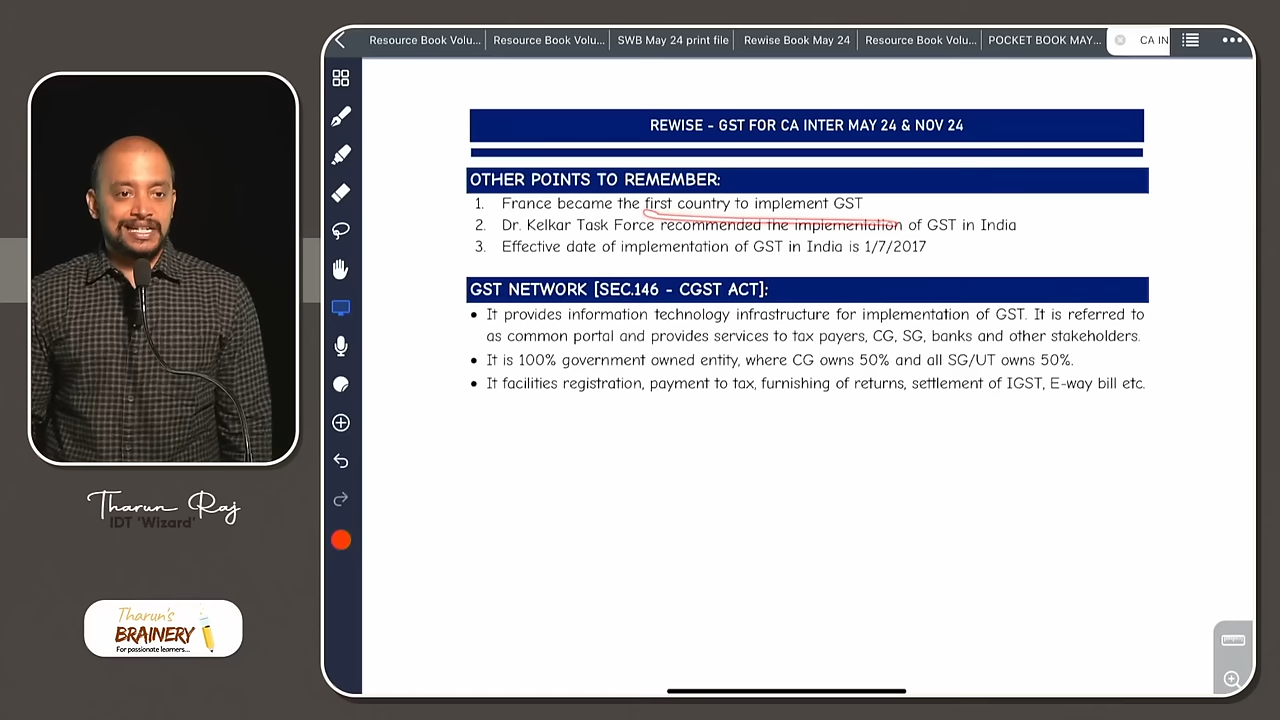 Resource Book Volu...
Resource Book Volu...
SWB May 24 print file
Rewise Book May 24
Resource Book Volu...
POCKET BOOK MAY...
CA IN
REWISE - GST FOR CA INTER MAY 24 & NOV 24
OTHER POINTS TO REMEMBER:
1. France became the first country to implement GST
2. Dr. Kelkar Task Force recommended the implementation of GST in India
3. Effective date of implementation of GST in India is 1/7/2017
GST NETWORK [SEC.146 - CGST ACT]:
• It provides information technology infrastructure for implementation of GST. It is referred to
as common portal and provides services to tax payers, CG, SG, banks and other stakeholders.
• It is 100% government owned entity, where CG owns 50% and all SG/UT owns 50%.
• It facilities registration, payment to tax, furnishing of returns, settlement of IGST, E-way bill etc.
Tharun Raj
IDT 'Wizard'
Tharun's
BRAINERY
For passionate learners...